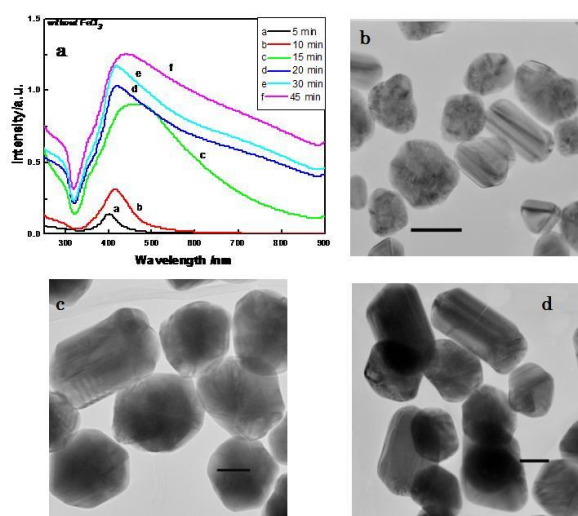 without FeCl3
a
a 5 min
b 10 min
c 15 min
d 20 min
e 30 min
f 45 min
f
e
d
c
b
a
Intensity/a.u.
1.5
1.0
0.5
0.0
300 400 500 600 700 800 900
Wavelength /nm
b
c
d